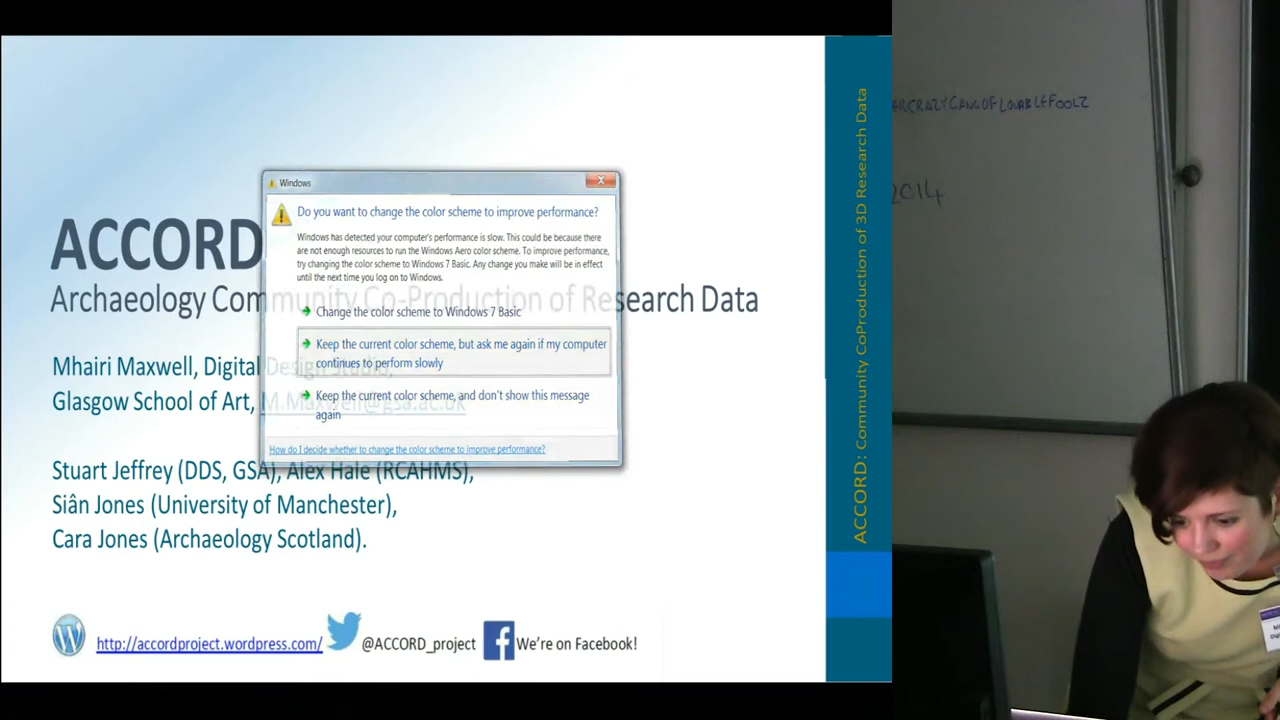 ACCORD
Archaeology Community Co-Production of Research Data
Mhairi Maxwell, Digital Design Studio,
Glasgow School of Art, M.Maxwell@gsa.ac.uk
Stuart Jeffrey (DDS, GSA), Alex Hale (RCAHMS),
Siân Jones (University of Manchester),
Cara Jones (Archaeology Scotland).
http://accordproject.wordpress.com/
@ACCORD_project
We're on Facebook!
Windows
Do you want to change the color scheme to improve performance?
Windows has detected your computer's performance is slow. This could be because there
are not enough resources to run the Windows Aero color scheme. To improve performance,
try changing the color scheme to Windows 7 Basic. Any change you make will be in effect
until the next time you log on to Windows.
Change the color scheme to Windows 7 Basic
Keep the current color scheme, but ask me again if my computer
continues to perform slowly
Keep the current color scheme, and don't show this message
again
How do I decide whether to change the color scheme to improve performance?
ACCORD: Community CoProduction of 3D Research Data
ERCRAZYGANGOFLOVABLEFOOLZ
2014